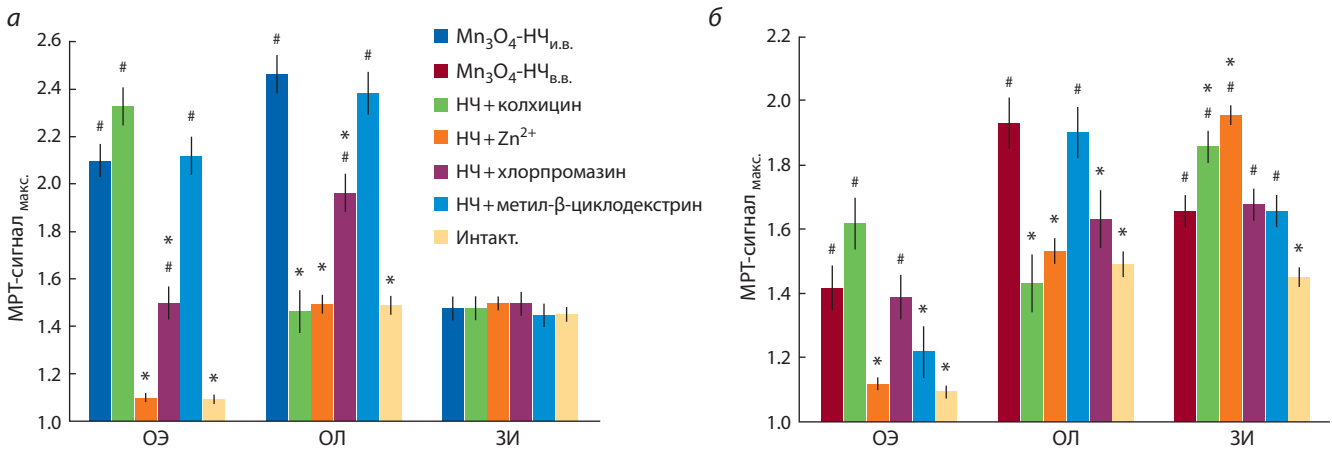 а
МРТ-сигнал макс.
2.6
2.4
2.2
2.0
1.8
1.6
1.4
1.2
1.0
# # * # * # *
# * * * # # *
ОЭ
ОЛ
ЗИ
Mn₃O₄-НЧи.в.
Mn₃O₄-НЧв.в.
НЧ + колхицин
НЧ + Zn²⁺
НЧ + хлорпромазин
НЧ + метил-β-циклодекстрин
Интакт.
б
МРТ-сигнал макс.
2.2
2.0
1.8
1.6
1.4
1.2
1.0
# # * # * *
# * * # * *
# * # * # # # *
ОЭ
ОЛ
ЗИ